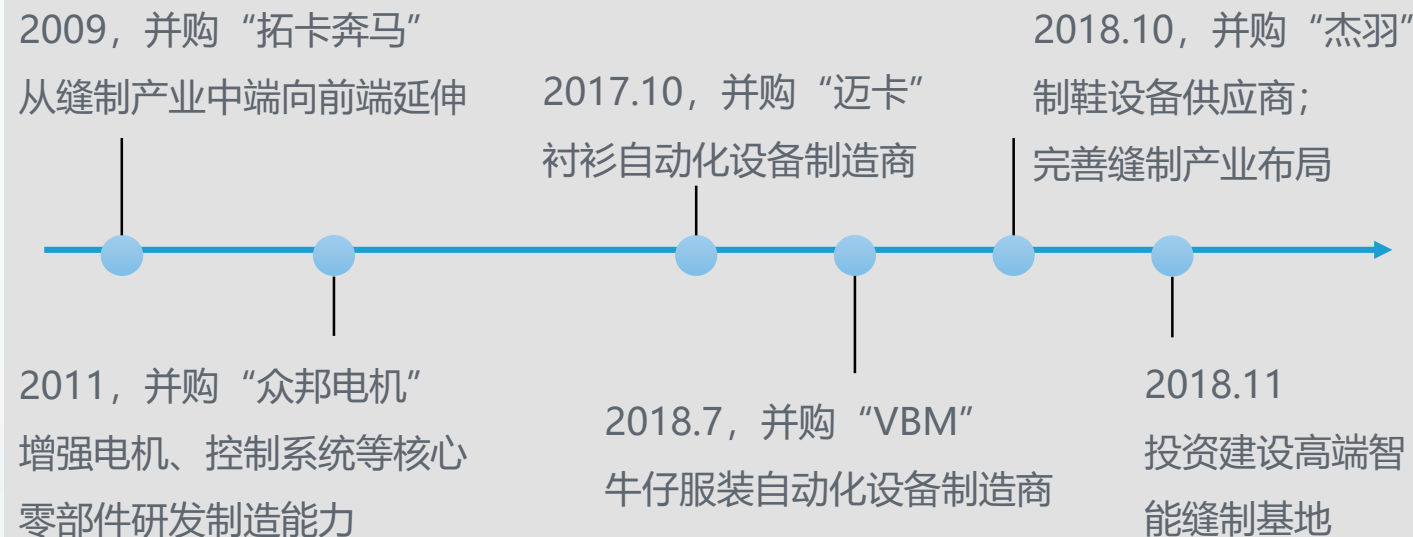 2009，并购“拓卡奔马”
从缝制产业中端向前端延伸
2011，并购“众邦电机”
增强电机、控制系统等核心
零部件研发制造能力
2017.10，并购“迈卡”
衬衫自动化设备制造商
2018.7，并购“VBM”
牛仔服装自动化设备制造商
2018.10，并购“杰羽”
制鞋设备供应商；
完善缝制产业布局
2018.11
投资建设高端智
能缝制基地